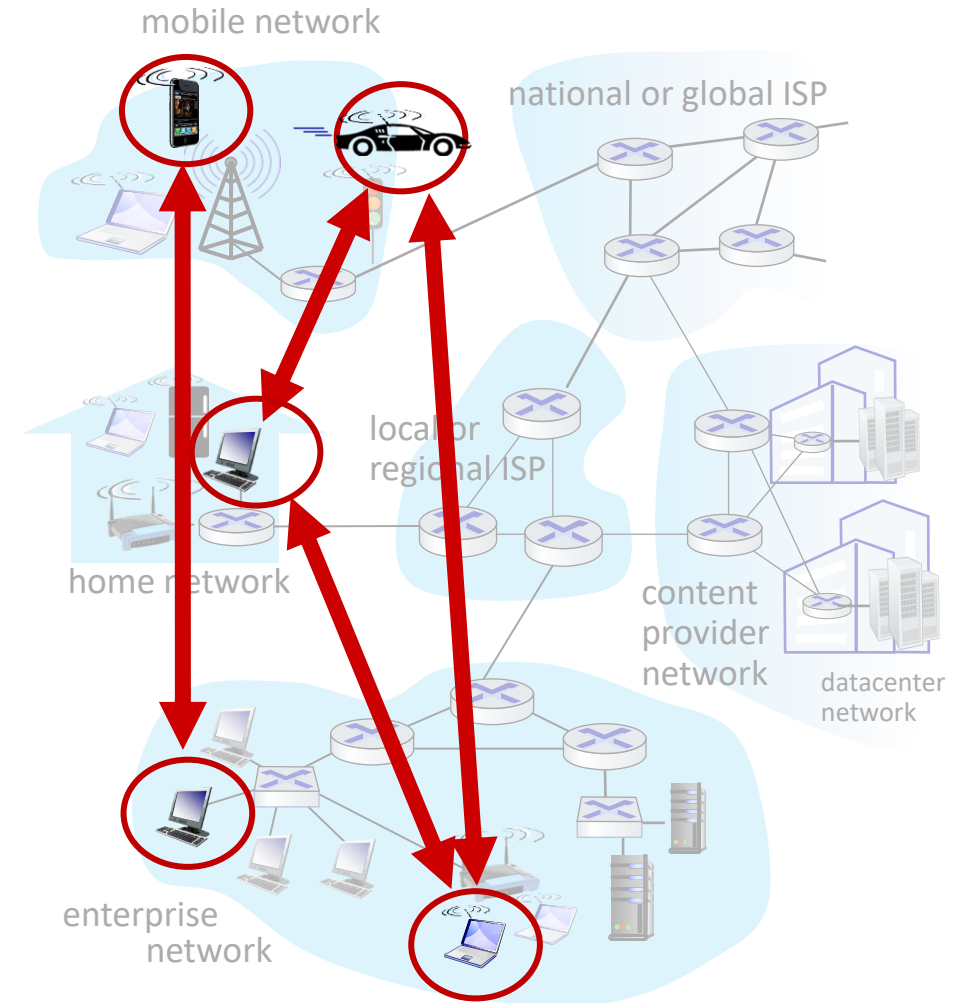 mobile network
national or global ISP
local or
regional ISP
home network
content
provider
network
datacenter
network
enterprise
network